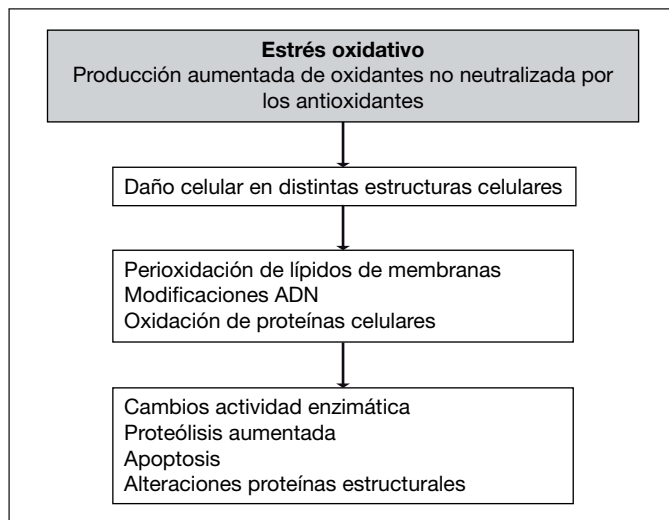 Estrés oxidativo
Producción aumentada de oxidantes no neutralizada por
los antioxidantes
Daño celular en distintas estructuras celulares
Perioxidación de lípidos de membranas
Modificaciones ADN
Oxidación de proteínas celulares
Cambios actividad enzimática
Proteólisis aumentada
Apoptosis
Alteraciones proteínas estructurales